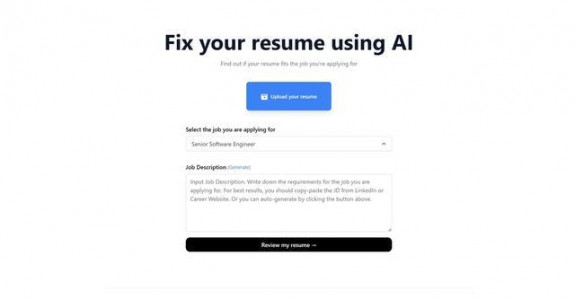 Fix your resume using AI
Find out if your resume fits the job you're applying for
Upload your resume
Select the job you are applying for
Senior Software Engineer
Job Description (Generate)
Input Job Description. Write down the requirements for the job you are
applying for. For best results, you should copy-paste the JD from LinkedIn or
Career Website. Or you can auto-generate by clicking the button above.
Review my resume →